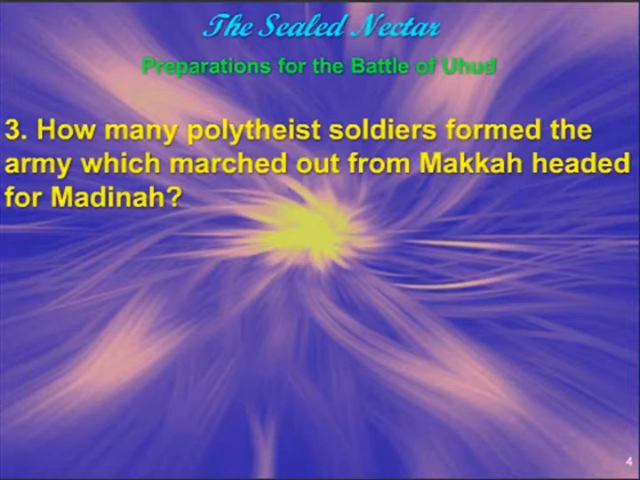 The Sealed Nectar
Preparations for the Battle of Uhud
3. How many polytheist soldiers formed the
army which marched out from Makkah headed
for Madinah?
4